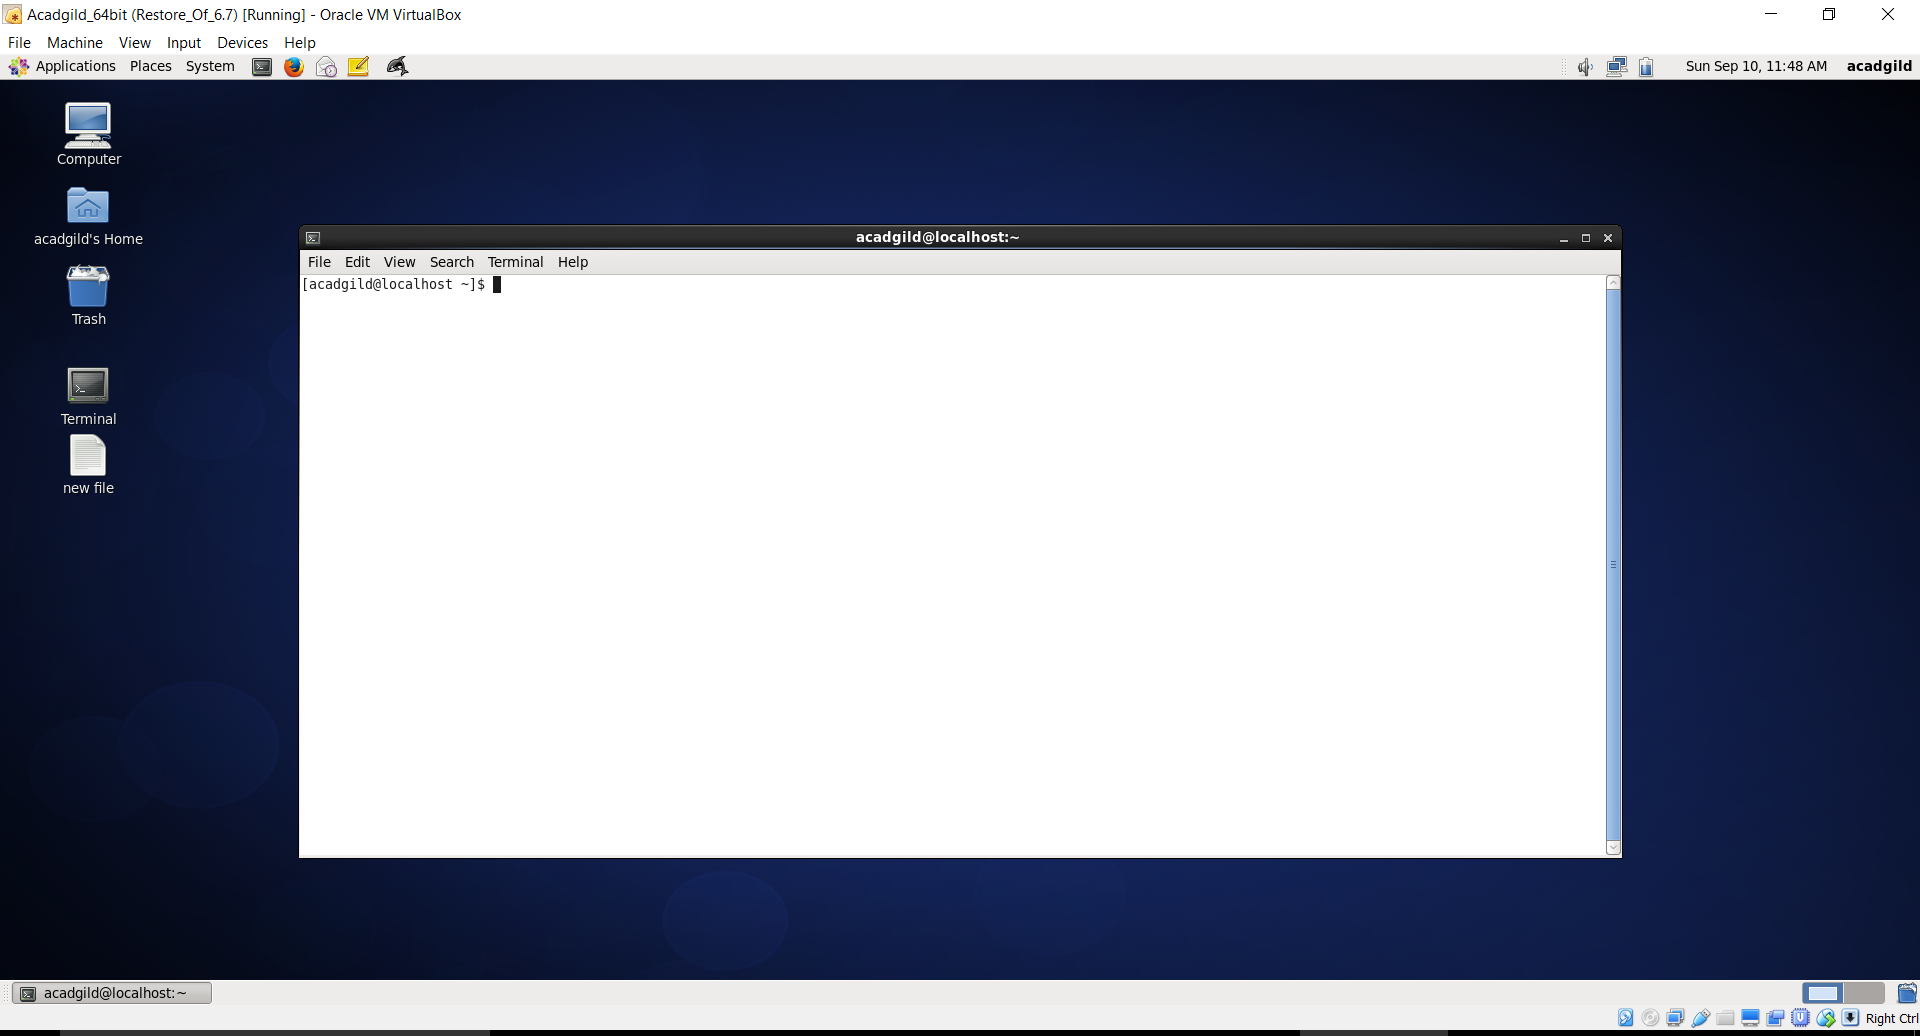 Acadgild_64bit (Restore_Of_6.7) [Running] - Oracle VM VirtualBox
File Machine View Input Devices Help
Applications Places System Sun Sep 10, 11:48 AM acadgild
Computer
acadgild's Home
Trash
Terminal
new file
acadgild@localhost:~
File Edit View Search Terminal Help
[acadgild@localhost ~]$
acadgild@localhost:~
Right Ctrl